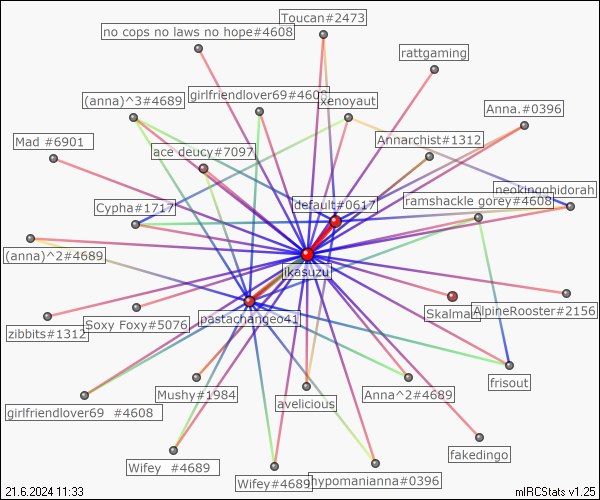 Toucan#2473
no cops no laws no hope#4608
rattgaming
(anna)^3#4689
girlfriendlover69#4608
xenoyaut
Anna.#0396
Mad #6901
ace deucy#7097
Annarchist#1312
neokingghidorah
Cypha#1717
default#0617
ramshackle gorey#4608
(anna)^2#4689
ikasuzu
zibbits#1312
Soxy Foxy#5076
pastachangeo41
Skalman
AlpineRooster#2156
girlfriendlover69 #4608
Mushy#1984
avelicious
Anna^2#4689
frisout
Wifey #4689
Wifey#4689
hypomanianna#0396
fakedingo
21.6.2024 11:33
mIRCStats v1.25